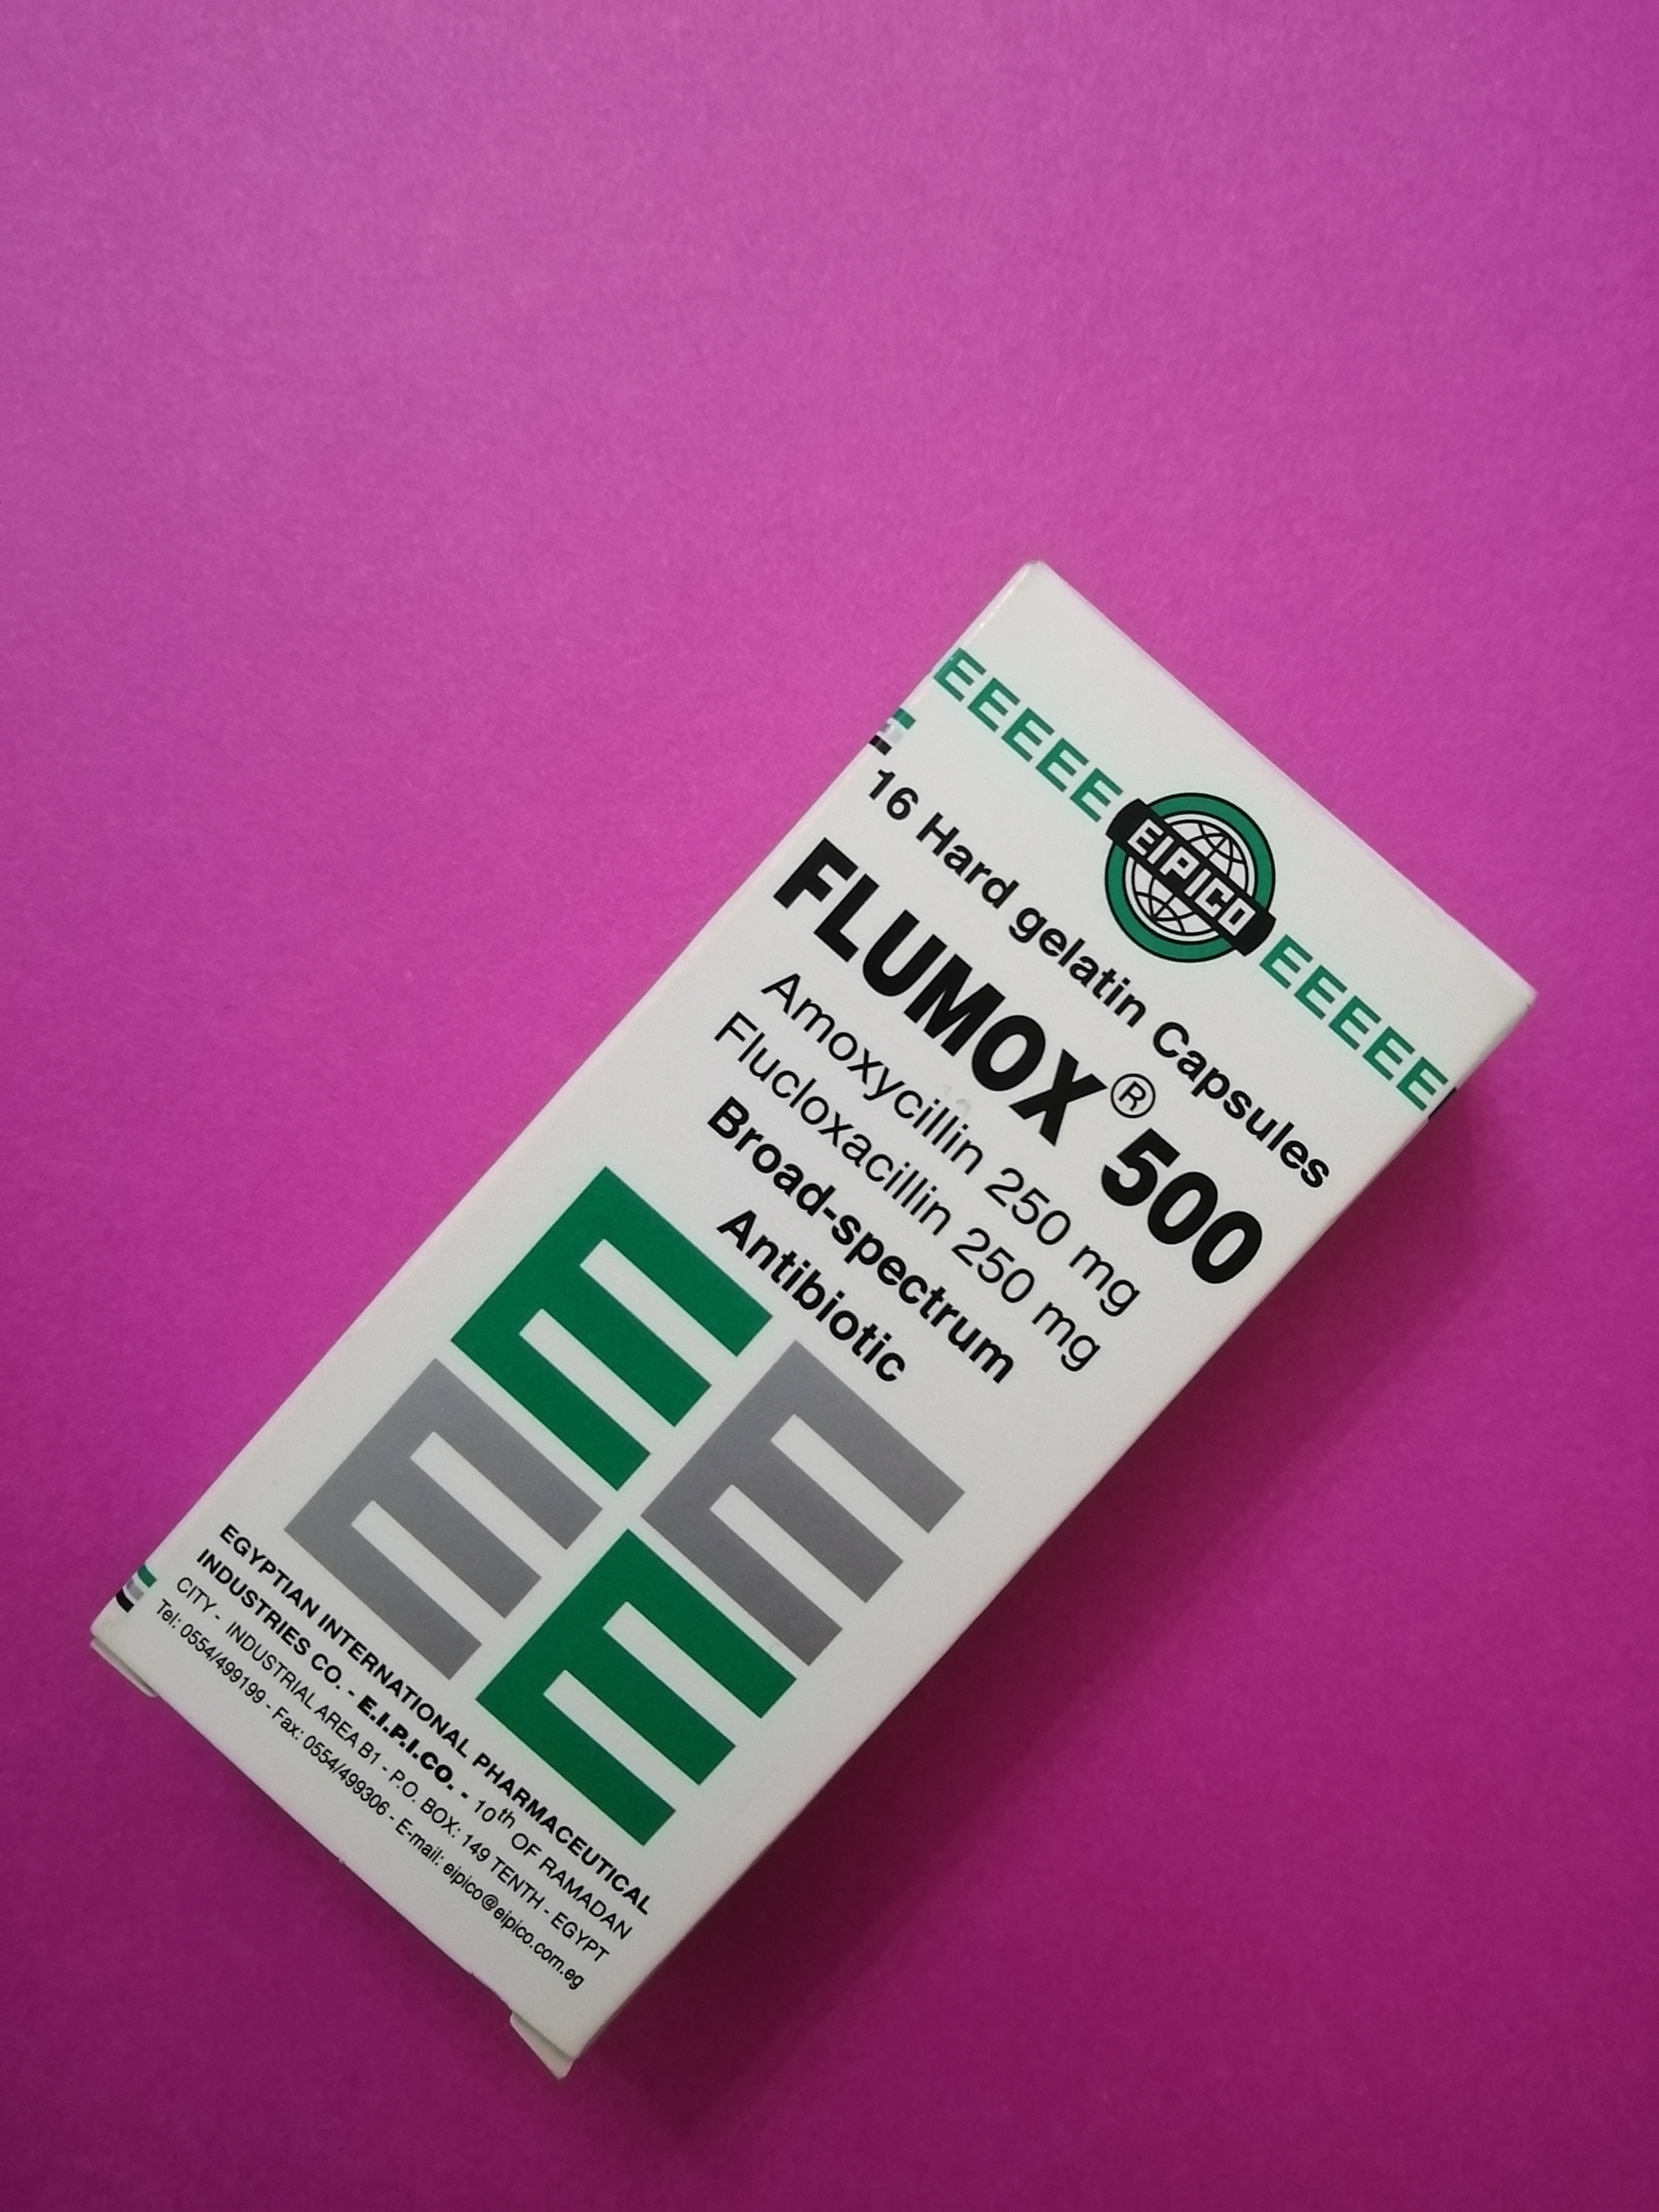 EEEEE EIPICO EEEEE
16 Hard gelatin Capsules
FLUMOX® 500
Amoxycillin 250 mg
Flucloxacillin 250 mg
Broad-spectrum
Antibiotic
E E
E E
EGYPTIAN INTERNATIONAL PHARMACEUTICAL
INDUSTRIES CO. - E.I.P.I.CO. - 10th OF RAMADAN
CITY - INDUSTRIAL AREA B1 - P.O. BOX: 149 TENTH - EGYPT
Tel: 0554/499199 - Fax: 0554/499306 - E-mail: eipico@eipico.com.eg